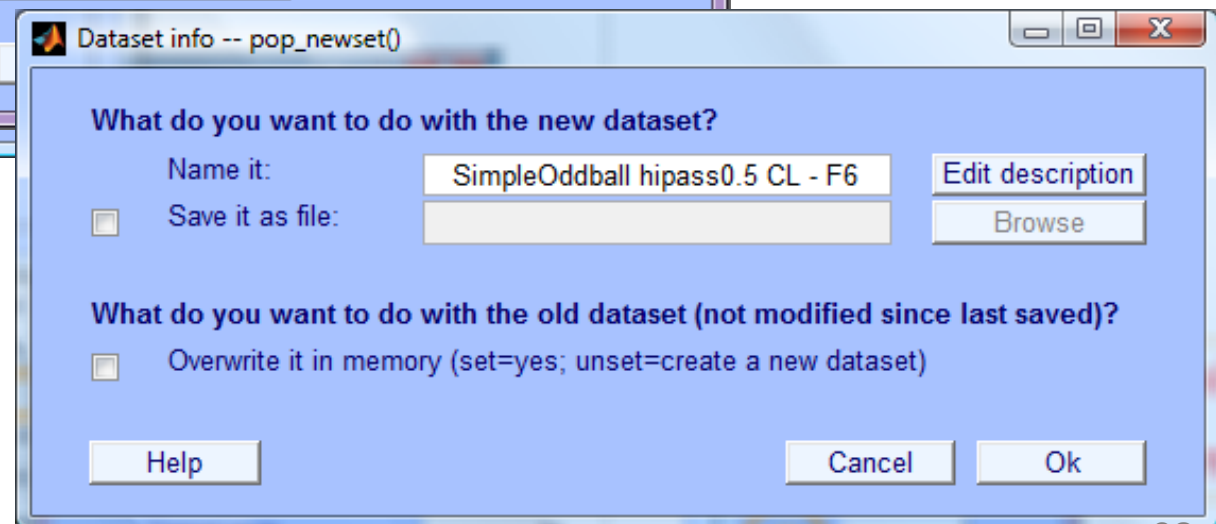 Dataset info -- pop_newset()
What do you want to do with the new dataset?
Name it: SimpleOddball hipass0.5 CL - F6 Edit description
Save it as file: Browse
What do you want to do with the old dataset (not modified since last saved)?
Overwrite it in memory (set=yes; unset=create a new dataset)
Help Cancel Ok